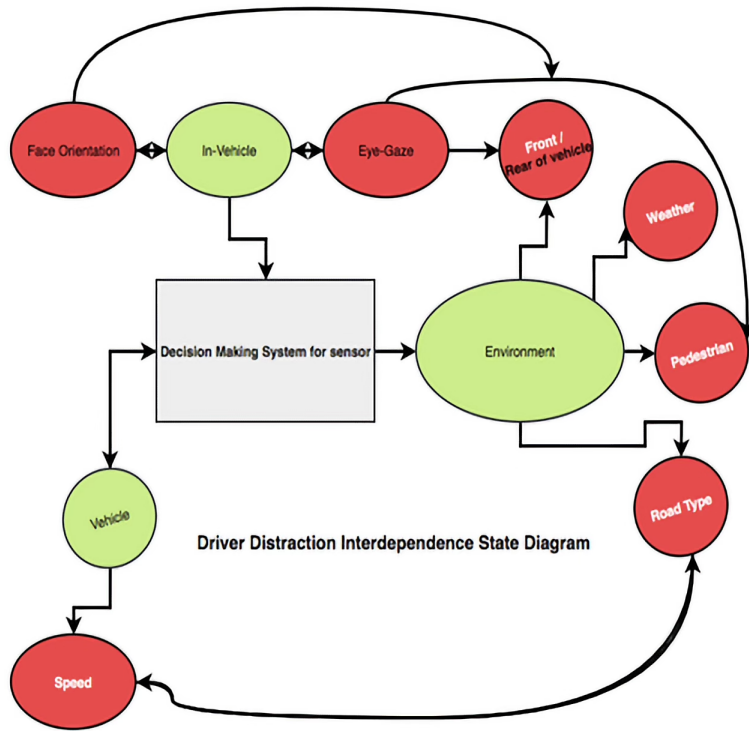 Face Orientation
In-Vehicle
Eye-Gaze
Front /
Rear of vehicle
Weather
Decision Making System for sensor
Environment
Pedestrian
Vehicle
Road Type
Driver Distraction Interdependence State Diagram
Speed